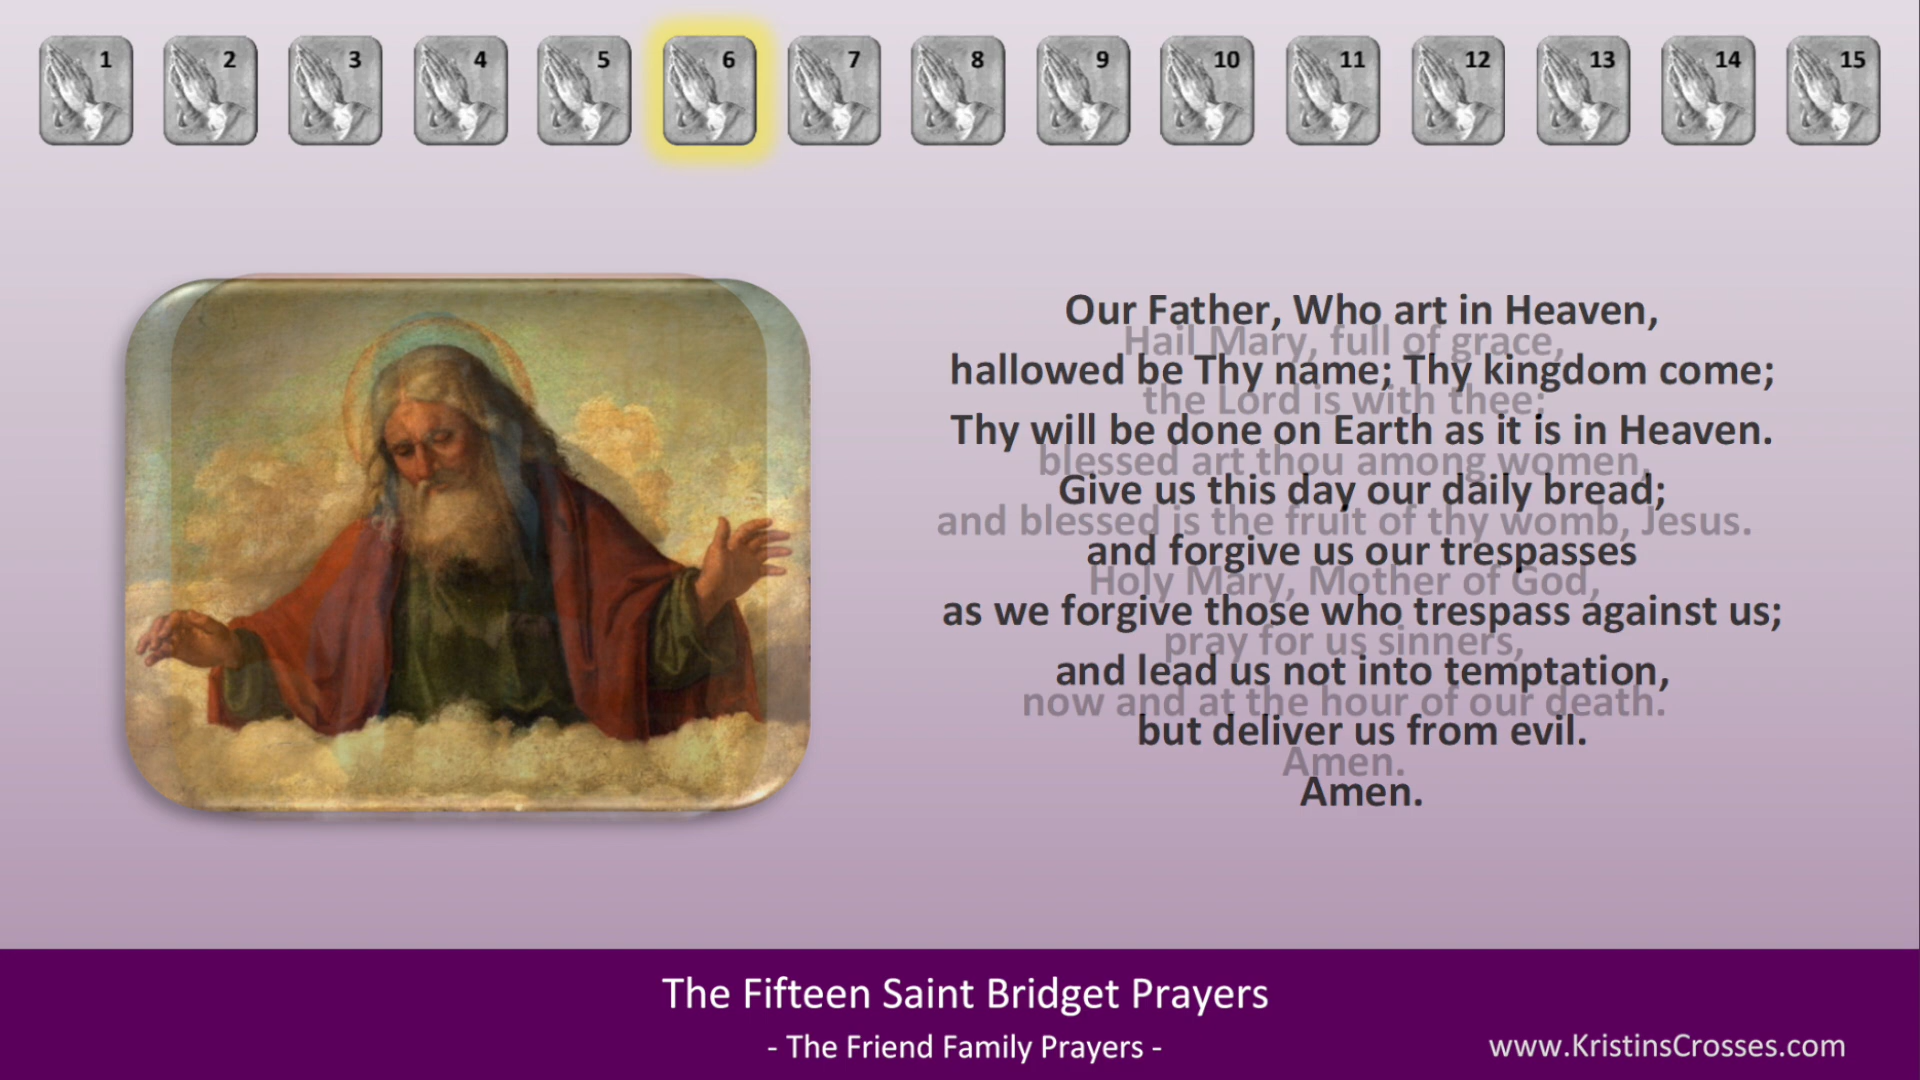 1 2 3 4 5 6 7 8 9 10 11 12 13 14 15
Our Father, Who art in Heaven,
Hail Mary, full of grace,
hallowed be Thy name; Thy kingdom come;
the Lord is with thee;
Thy will be done on Earth as it is in Heaven.
blessed art thou among women,
Give us this day our daily bread;
and blessed is the fruit of thy womb, Jesus.
and forgive us our trespasses
Holy Mary, Mother of God,
as we forgive those who trespass against us;
pray for us sinners,
and lead us not into temptation,
now and at the hour of our death.
but deliver us from evil.
Amen.
Amen.
The Fifteen Saint Bridget Prayers
- The Friend Family Prayers -
www.KristinsCrosses.com